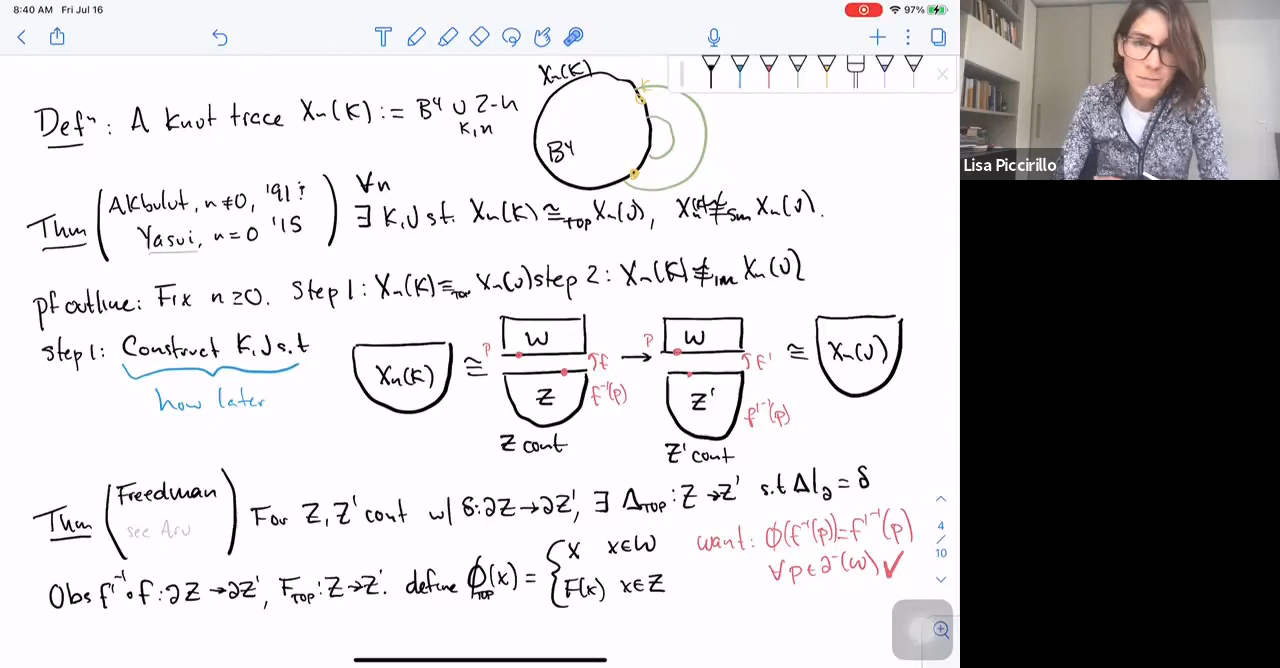 8:40 AM Fri Jul 16
97%
Xₙ(K)
K
Defⁿ: A knot trace Xₙ(K) := B⁴ ∪ 2-h
K,n
B⁴
Thm (Akbulut, n≠0, '91?
Yasui, n=0 '15)
∀n
∃ K,J st. Xₙ(K) ≅TOP Xₙ(J), Xₙ(K) ≇sm Xₙ(J).
pf outline: Fix n≥0. Step 1: Xₙ(K) ≅TOP Xₙ(J) step 2: Xₙ(K) ≇sm Xₙ(J)
Step 1: Construct K,J s.t
how later
Xₙ(K) ≅ p W ↑f Z f⁻¹(p) → p W ↑f' Z' f'⁻¹(p) ≅ Xₙ(J)
Z cont
Z' cont
Thm (Freedman
see Aru)
For Z, Z' cont w/ δ: ∂Z→∂Z', ∃ ΔTOP: Z→Z' s.t Δ|∂ = δ
want: ϕ(f⁻¹(p)) = f'⁻¹(p)
∀p∈∂⁻(W) ✓
Obs f'⁻¹∘f: ∂Z→∂Z', FTOP: Z→Z'. define ϕTOP(x) = { x x∈W
F(x) x∈Z
4
/
10
Lisa Piccirillo